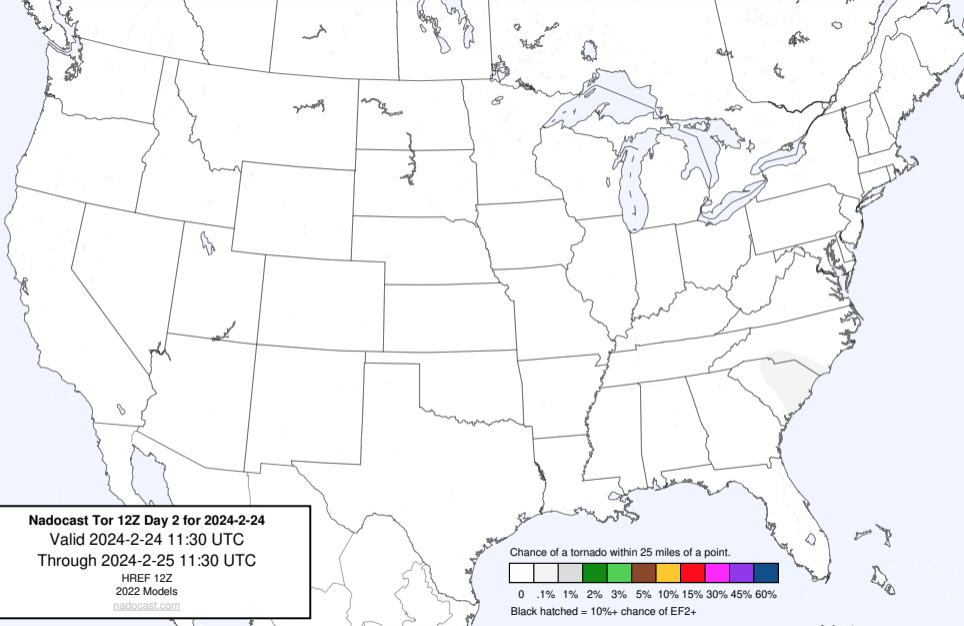 Nadocast Tor 12Z Day 2 for 2024-2-24
Valid 2024-2-24 11:30 UTC
Through 2024-2-25 11:30 UTC
HREF 12Z
2022 Models
nadocast.com
Chance of a tornado within 25 miles of a point.
0 .1% 1% 2% 3% 5% 10% 15% 30% 45% 60%
Black hatched = 10%+ chance of EF2+